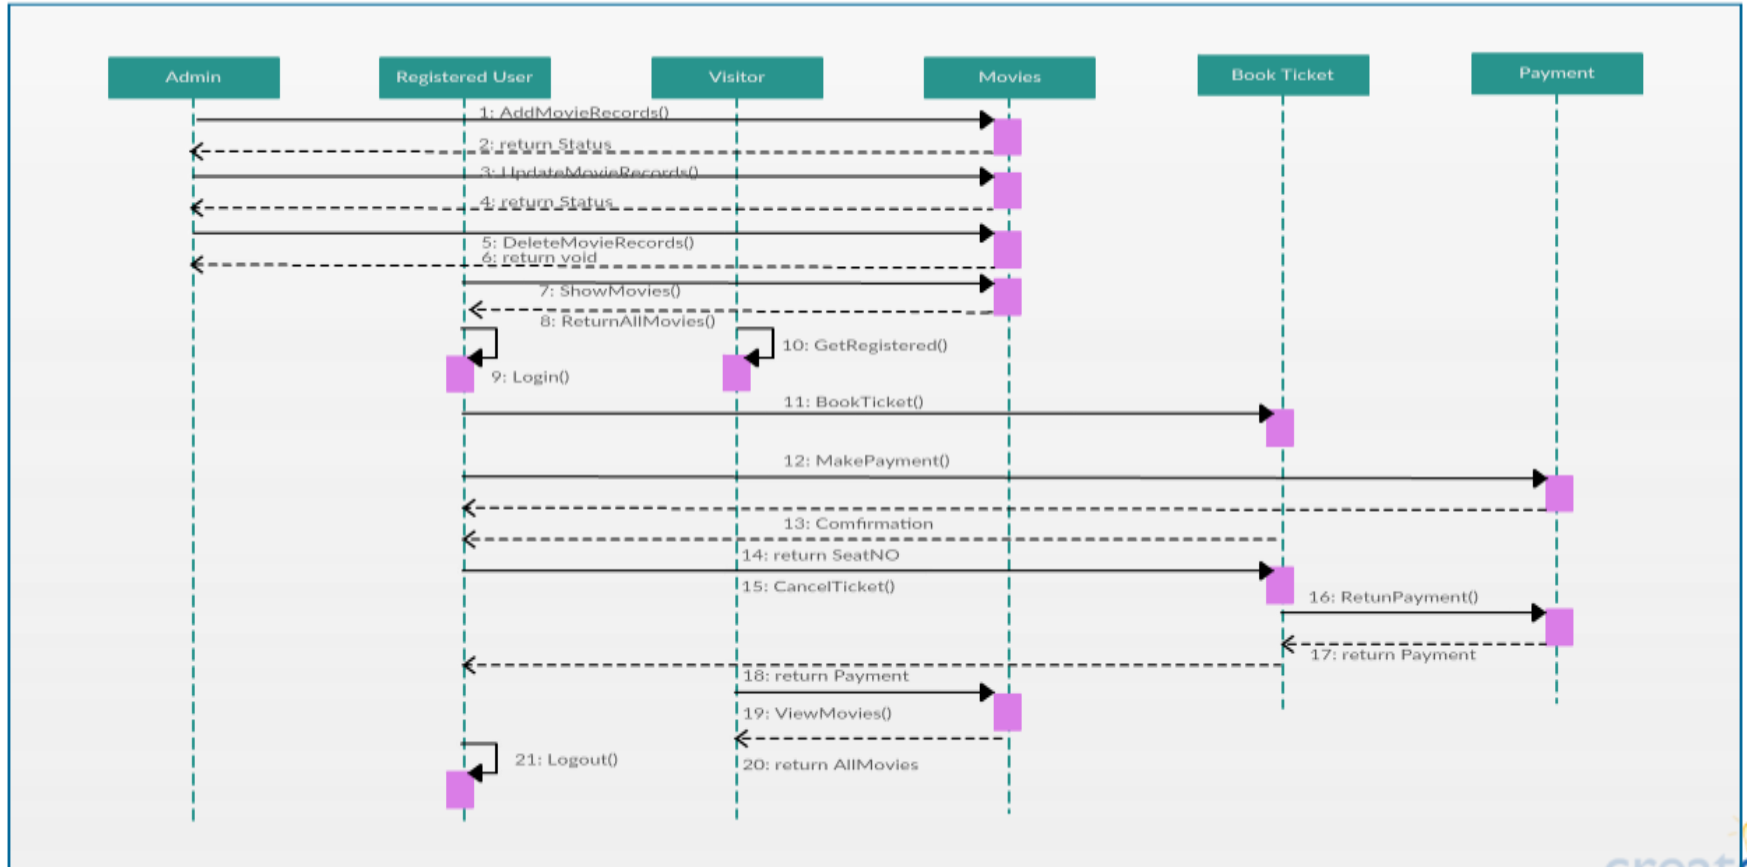 Admin
Registered User
Visitor
Movies
Book Ticket
Payment
1: AddMovieRecords()
2: return Status
3: UpdateMovieRecords()
4: return Status
5: DeleteMovieRecords()
6: return void
7: ShowMovies()
8: ReturnAllMovies()
10: GetRegistered()
9: Login()
11: BookTicket()
12: MakePayment()
13: Comfirmation
14: return SeatNO
15: CancelTicket()
16: RetunPayment()
17: return Payment
18: return Payment
19: ViewMovies()
21: Logout()
20: return AllMovies